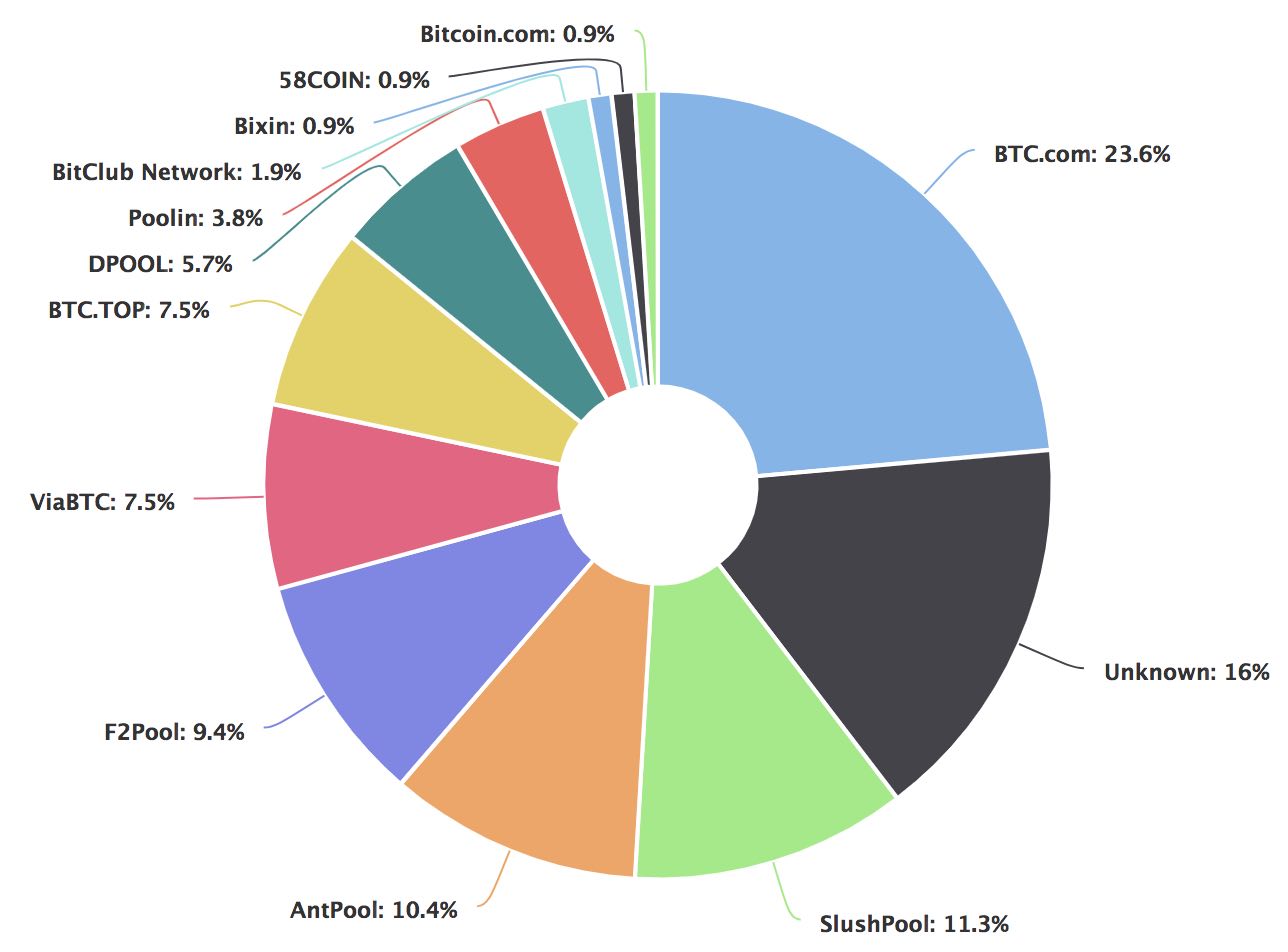 Bitcoin.com: 0.9%
58COIN: 0.9%
Bixin: 0.9%
BTC.com: 23.6%
BitClub Network: 1.9%
Poolin: 3.8%
DPOOL: 5.7%
BTC.TOP: 7.5%
ViaBTC: 7.5%
Unknown: 16%
F2Pool: 9.4%
AntPool: 10.4%
SlushPool: 11.3%